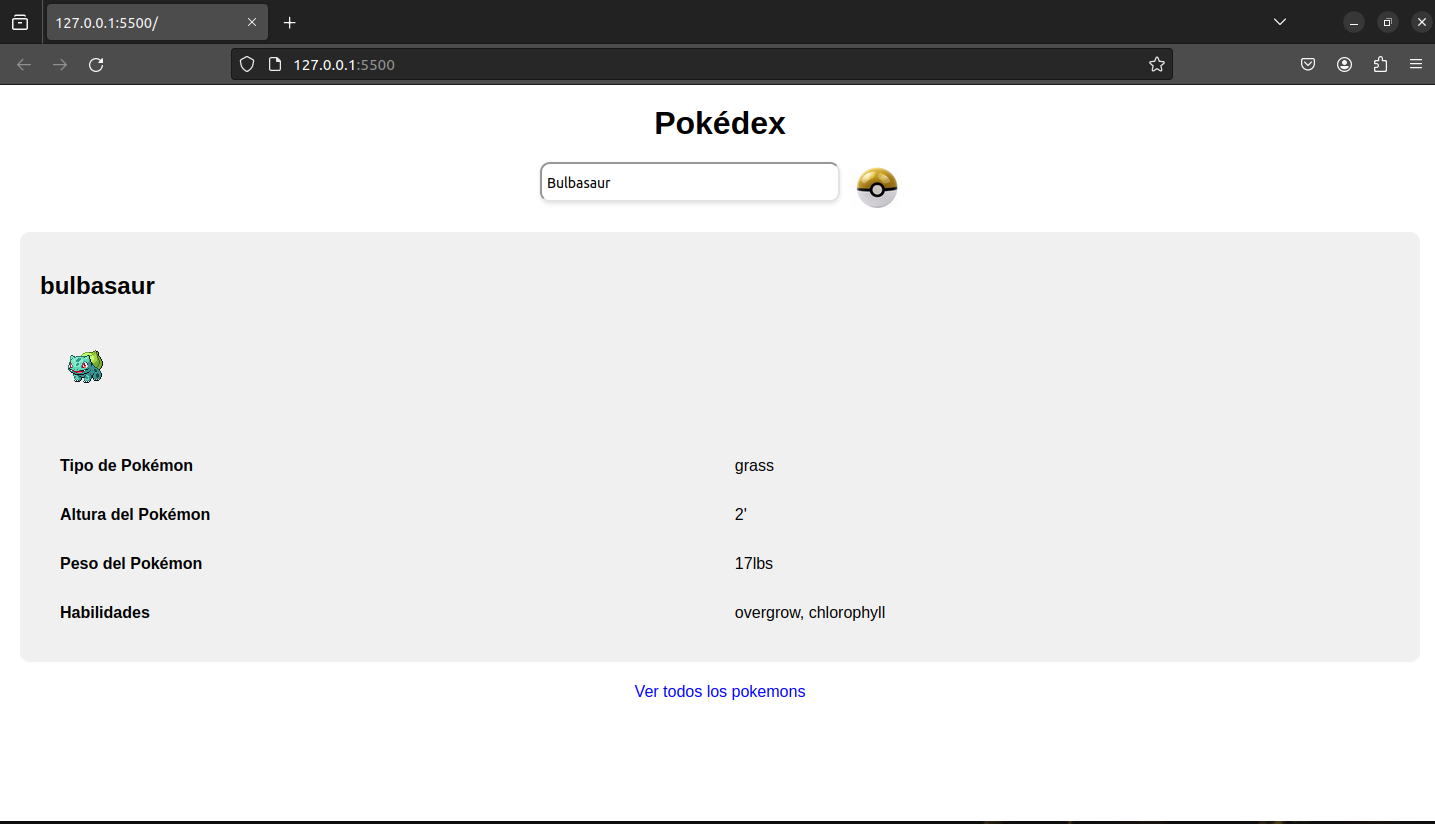 127.0.0.1:5500/
127.0.0.1:5500
Pokédex
Bulbasaur
bulbasaur
Tipo de Pokémon grass
Altura del Pokémon 2'
Peso del Pokémon 17lbs
Habilidades overgrow, chlorophyll
Ver todos los pokemons